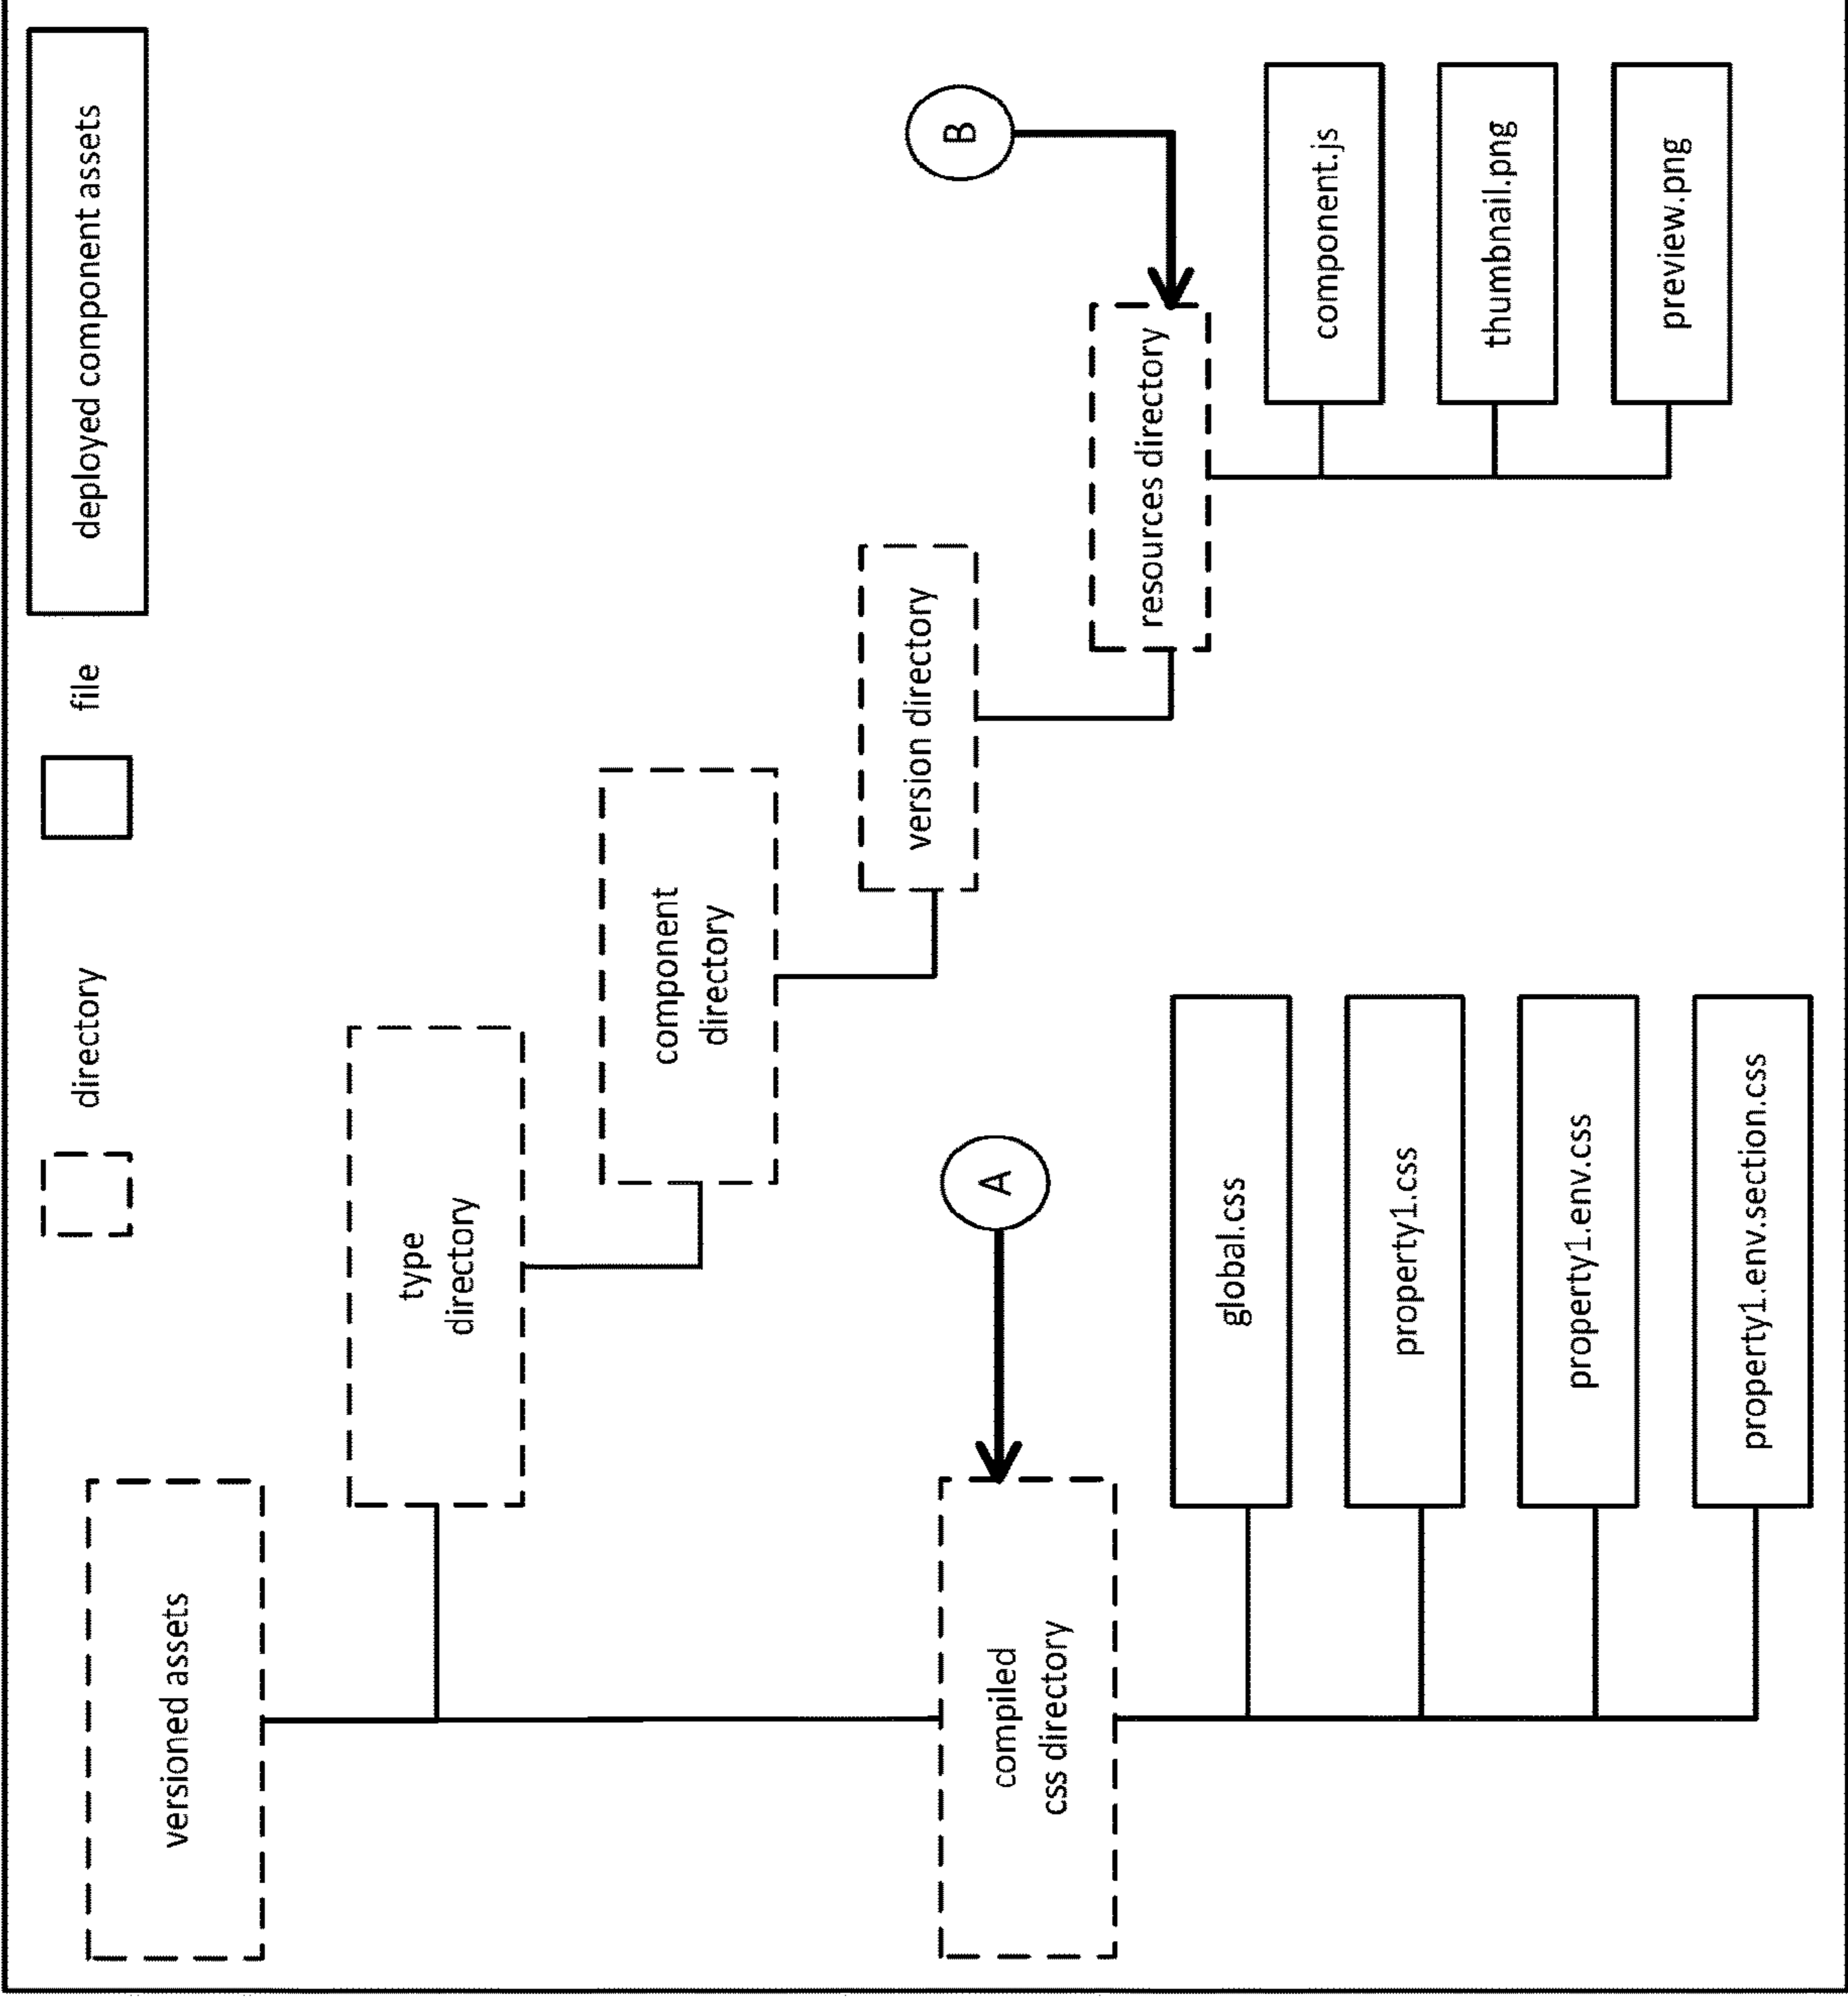 directory
file
deployed component assets
versioned assets
type
directory
component
directory
version directory
resources directory
B
component.js
thumbnail.png
preview.png
A
compiled
css directory
global.css
property1.css
property1.env.css
property1.env.section.css